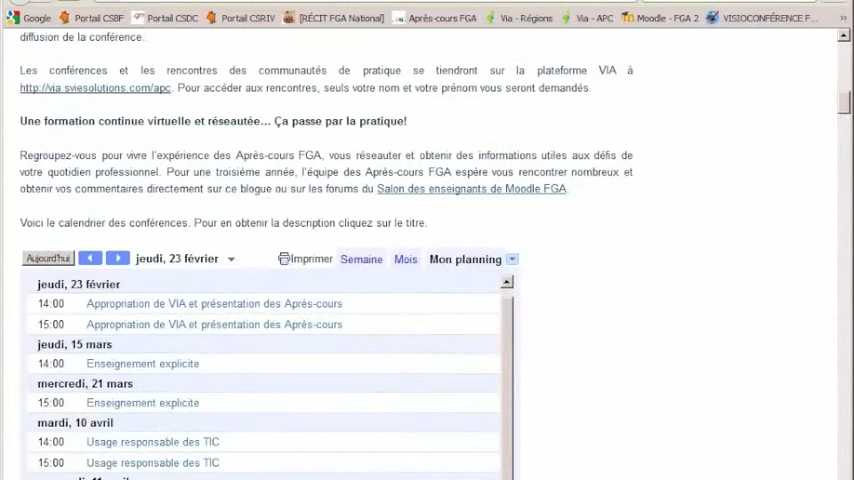 Google Portail CSBF Portail CSDC Portail CSRIV [RÉCIT FGA National] Après-cours FGA Via - Régions Via - APC Moodle - FGA 2 VISIOCONFÉRENCE F... »
diffusion de la conférence.
Les conférences et les rencontres des communautés de pratique se tiendront sur la plateforme VIA à
http://via.sviesolutions.com/apc. Pour accéder aux rencontres, seuls votre nom et votre prénom vous seront demandés.
Une formation continue virtuelle et réseautée... Ça passe par la pratique!
Regroupez-vous pour vivre l'expérience des Après-cours FGA, vous réseauter et obtenir des informations utiles aux défis de
votre quotidien professionnel. Pour une troisième année, l'équipe des Après-cours FGA espère vous rencontrer nombreux et
obtenir vos commentaires directement sur ce blogue ou sur les forums du Salon des enseignants de Moodle FGA.
Voici le calendrier des conférences. Pour en obtenir la description cliquez sur le titre.
Aujourd'hui jeudi, 23 février Imprimer Semaine Mois Mon planning
jeudi, 23 février
14:00 Appropriation de VIA et présentation des Après-cours
15:00 Appropriation de VIA et présentation des Après-cours
jeudi, 15 mars
14:00 Enseignement explicite
mercredi, 21 mars
15:00 Enseignement explicite
mardi, 10 avril
14:00 Usage responsable des TIC
15:00 Usage responsable des TIC